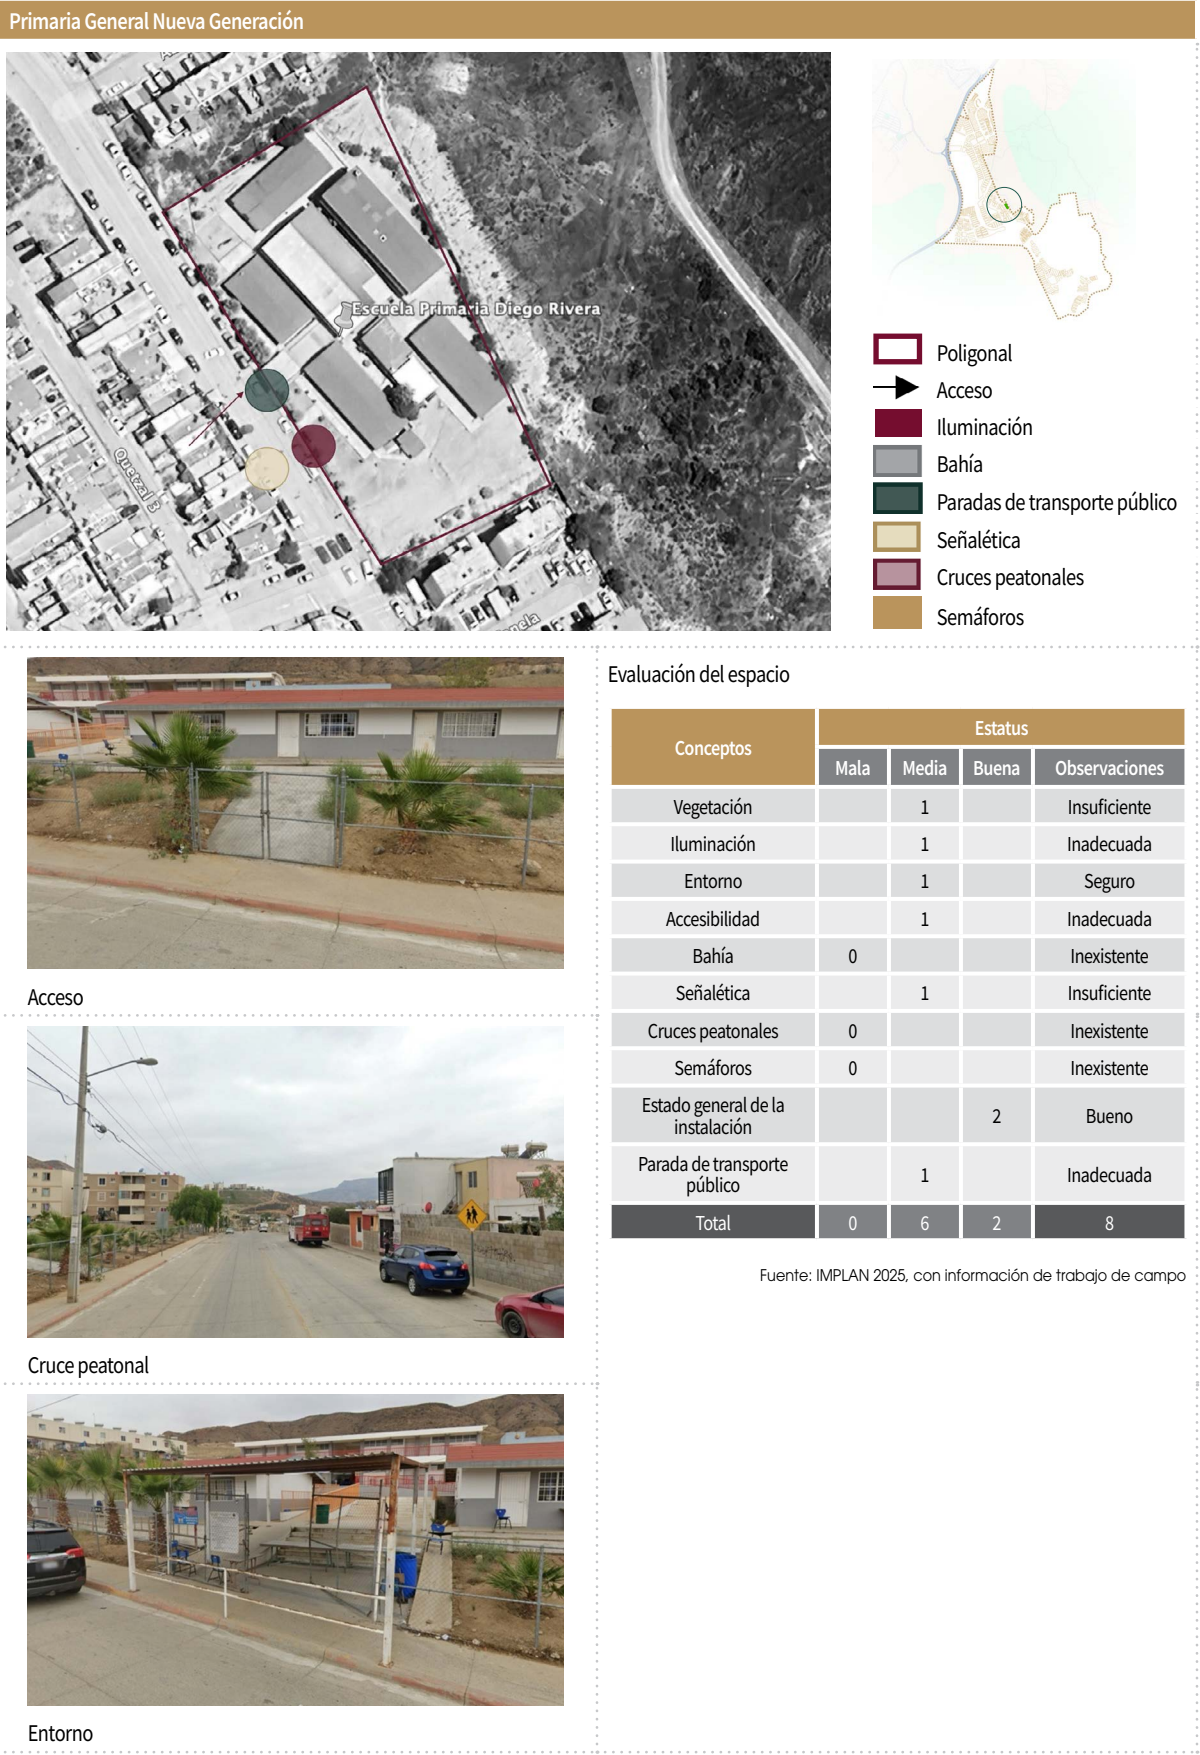 Primaria General Nueva Generación
Escuela Primaria Diego Rivera
Quetzal 3
Poligonal
Acceso
Iluminación
Bahía
Paradas de transporte público
Señalética
Cruces peatonales
Semáforos
Acceso
Cruce peatonal
Entorno
Evaluación del espacio
Conceptos
Estatus
Mala Media Buena Observaciones
Vegetación 1 Insuficiente
Iluminación 1 Inadecuada
Entorno 1 Seguro
Accesibilidad 1 Inadecuada
Bahía 0 Inexistente
Señalética 1 Insuficiente
Cruces peatonales 0 Inexistente
Semáforos 0 Inexistente
Estado general de la
instalación 2 Bueno
Parada de transporte
público 1 Inadecuada
Total 0 6 2 8
Fuente: IMPLAN 2025, con información de trabajo de campo